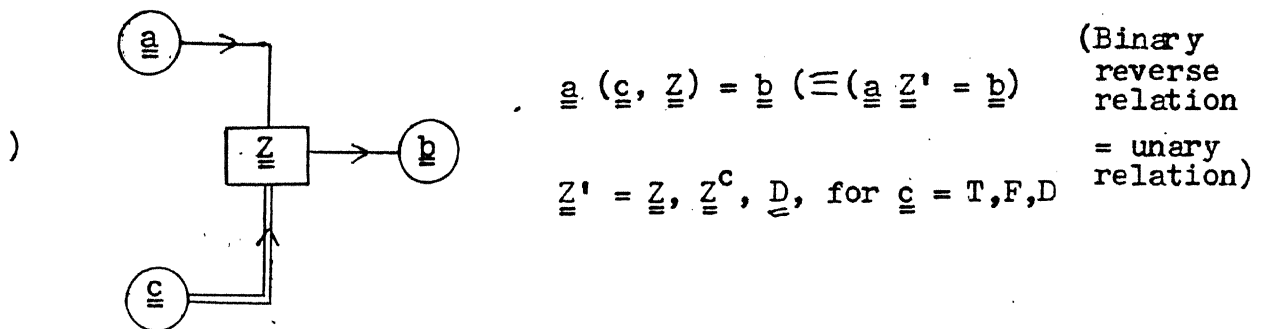 a
a (c, Z) = b (≡(a Z' = b)
(Binary
reverse
relation
= unary
relation)
)
Z
b
Z' = Z, Z^c, D, for c = T,F,D
c